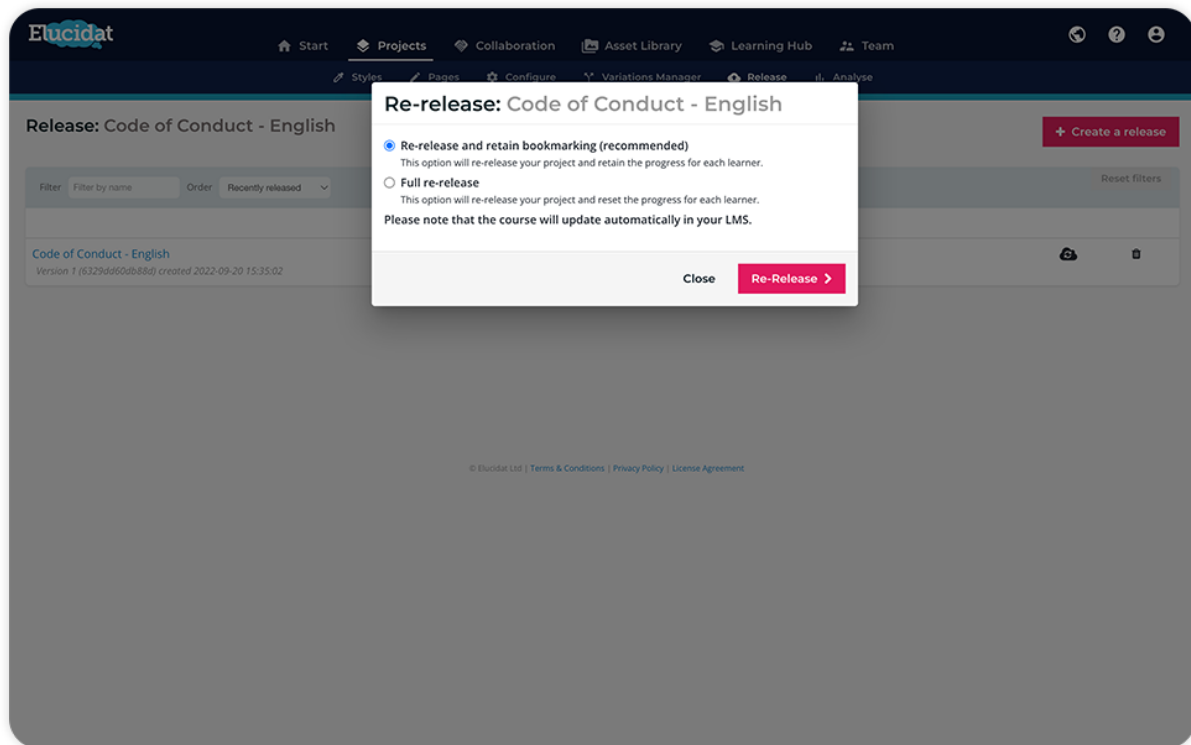 Elucidat
Start Projects Collaboration Asset Library Learning Hub Team
Styles Pages Configure Variations Manager Release Analyse
Re-release: Code of Conduct - English
Release: Code of Conduct - English
+ Create a release
Re-release and retain bookmarking (recommended)
This option will re-release your project and retain the progress for each learner.
Full re-release
This option will re-release your project and reset the progress for each learner.
Please note that the course will update automatically in your LMS.
Filter Filter by name Order Recently released Reset filters
Code of Conduct - English
Version 1 (6329dd60db88d) created 2022-09-20 15:35:02
Close Re-Release
© Elucidat Ltd | Terms & Conditions | Privacy Policy | License Agreement